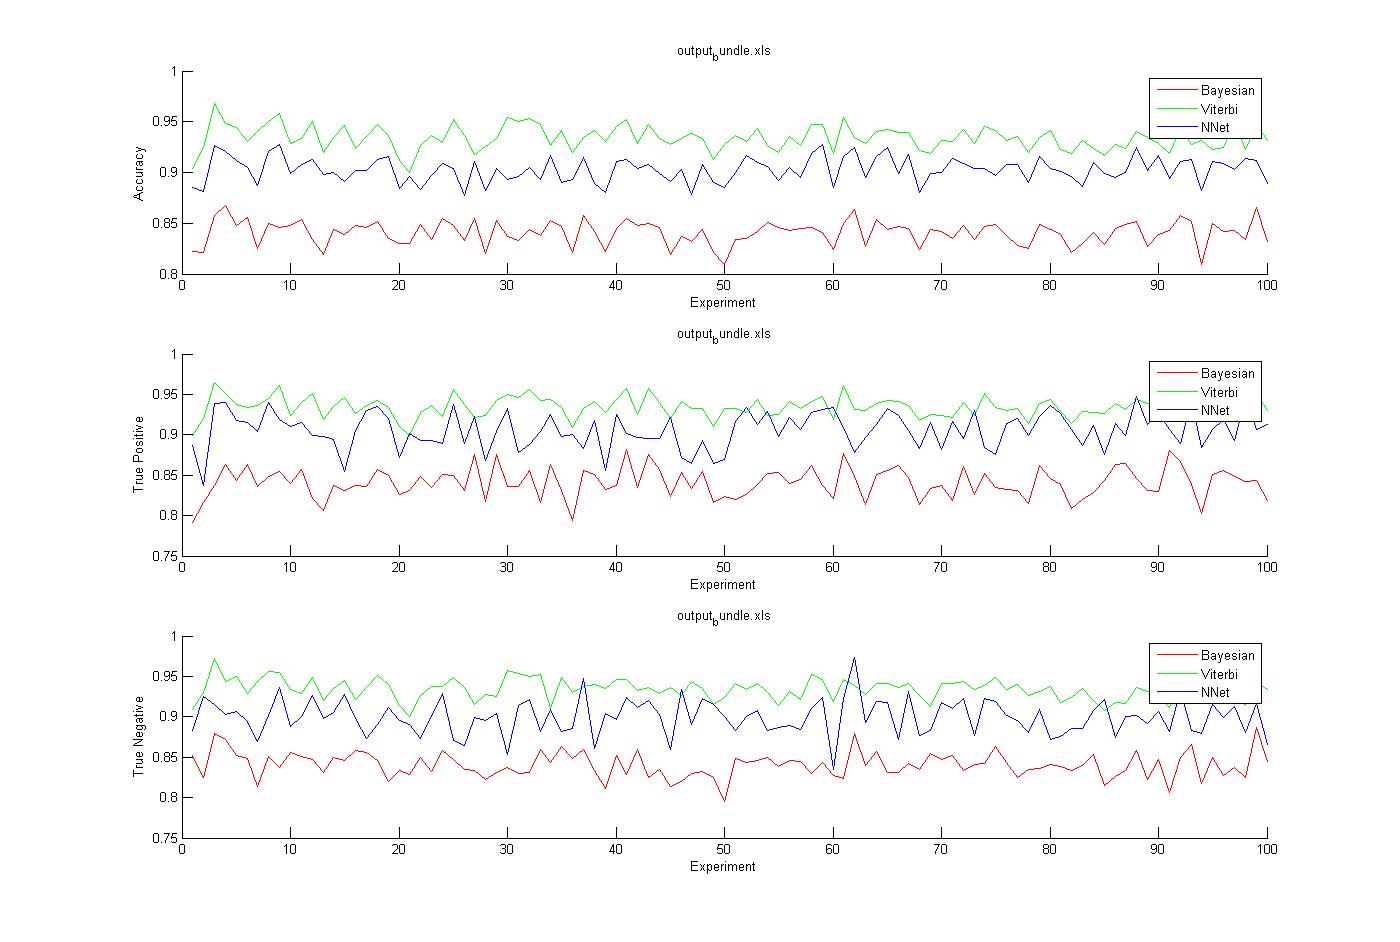 output_bundle.xls
1
0.95
0.9
0.85
0.8
Accuracy
Bayesian
Viterbi
NNet
0 10 20 30 40 50 60 70 80 90 100
Experiment
output_bundle.xls
1
0.95
0.9
0.85
0.8
0.75
True Positive
Bayesian
Viterbi
NNet
0 10 20 30 40 50 60 70 80 90 100
Experiment
output_bundle.xls
1
0.95
0.9
0.85
0.8
0.75
True Negative
Bayesian
Viterbi
NNet
0 10 20 30 40 50 60 70 80 90 100
Experiment